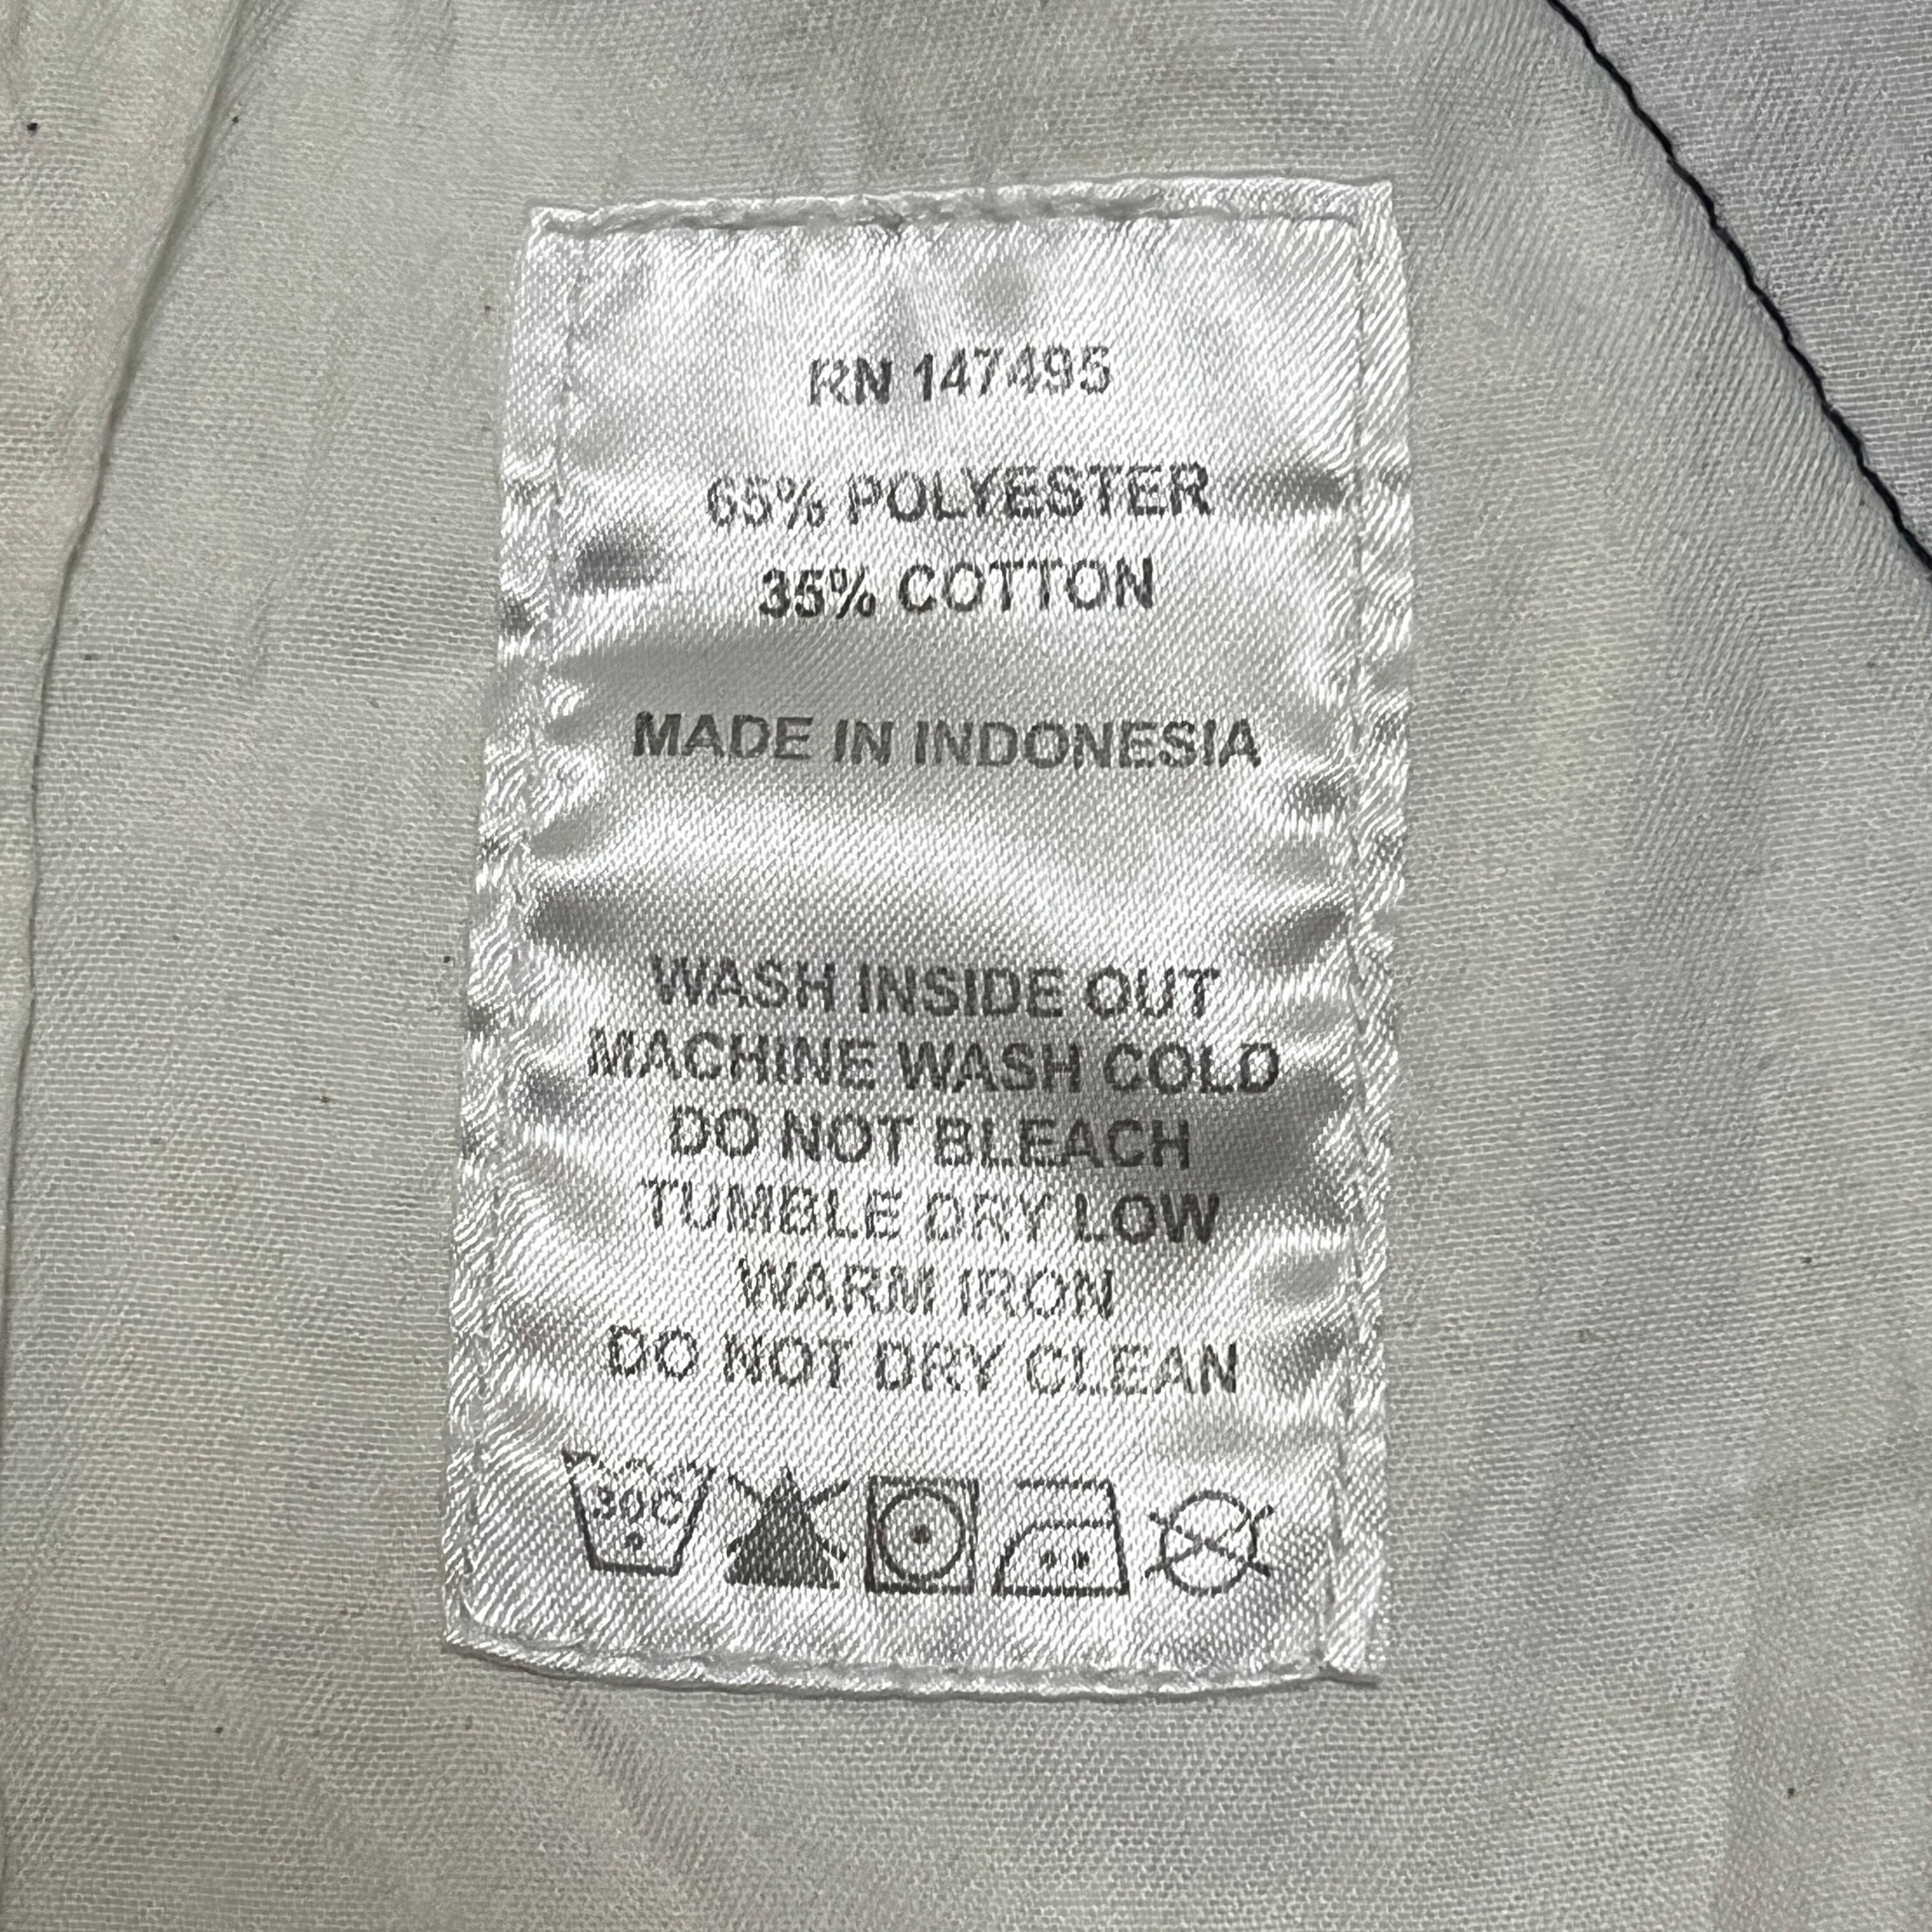 RN 147495
65% POLYESTER
35% COTTON
MADE IN INDONESIA
WASH INSIDE OUT
MACHINE WASH COLD
DO NOT BLEACH
TUMBLE DRY LOW
WARM IRON
DO NOT DRY CLEAN
30C